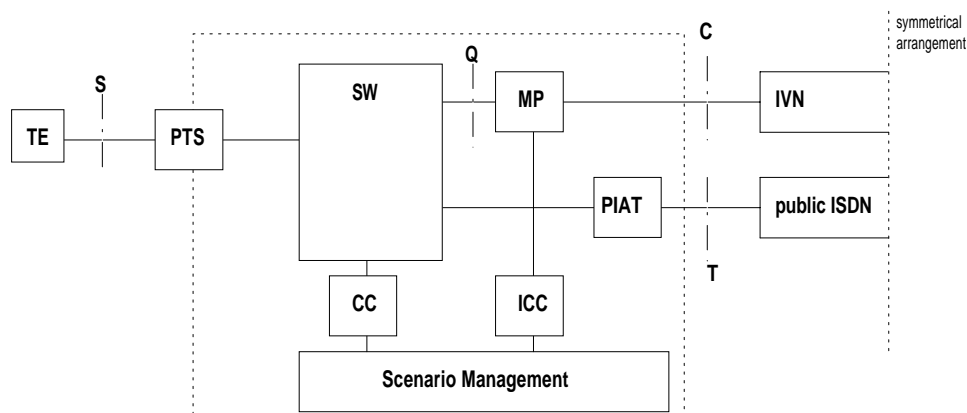 symmetrical
arrangement
C
Q
S
SW
MP
IVN
TE
PTS
PIAT
public ISDN
T
CC
ICC
Scenario Management